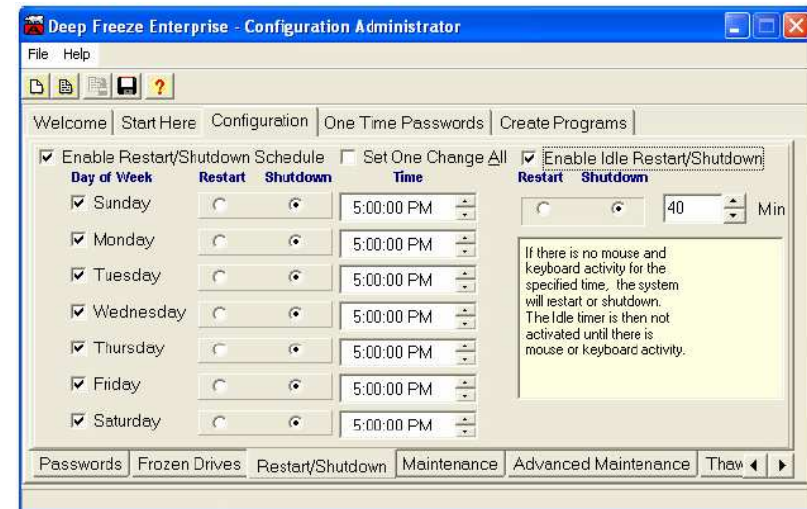 Deep Freeze Enterprise - Configuration Administrator
File Help
Welcome Start Here Configuration One Time Passwords Create Programs
Enable Restart/Shutdown Schedule Set One Change All Enable Idle Restart/Shutdown
Day of Week Restart Shutdown Time Restart Shutdown
Sunday 5:00:00 PM 40 Min
Monday 5:00:00 PM
Tuesday 5:00:00 PM
Wednesday 5:00:00 PM
Thursday 5:00:00 PM
Friday 5:00:00 PM
Saturday 5:00:00 PM
If there is no mouse and
keyboard activity for the
specified time, the system
will restart or shutdown.
The Idle timer is then not
activated until there is
mouse or keyboard activity.
Passwords Frozen Drives Restart/Shutdown Maintenance Advanced Maintenance Thaw